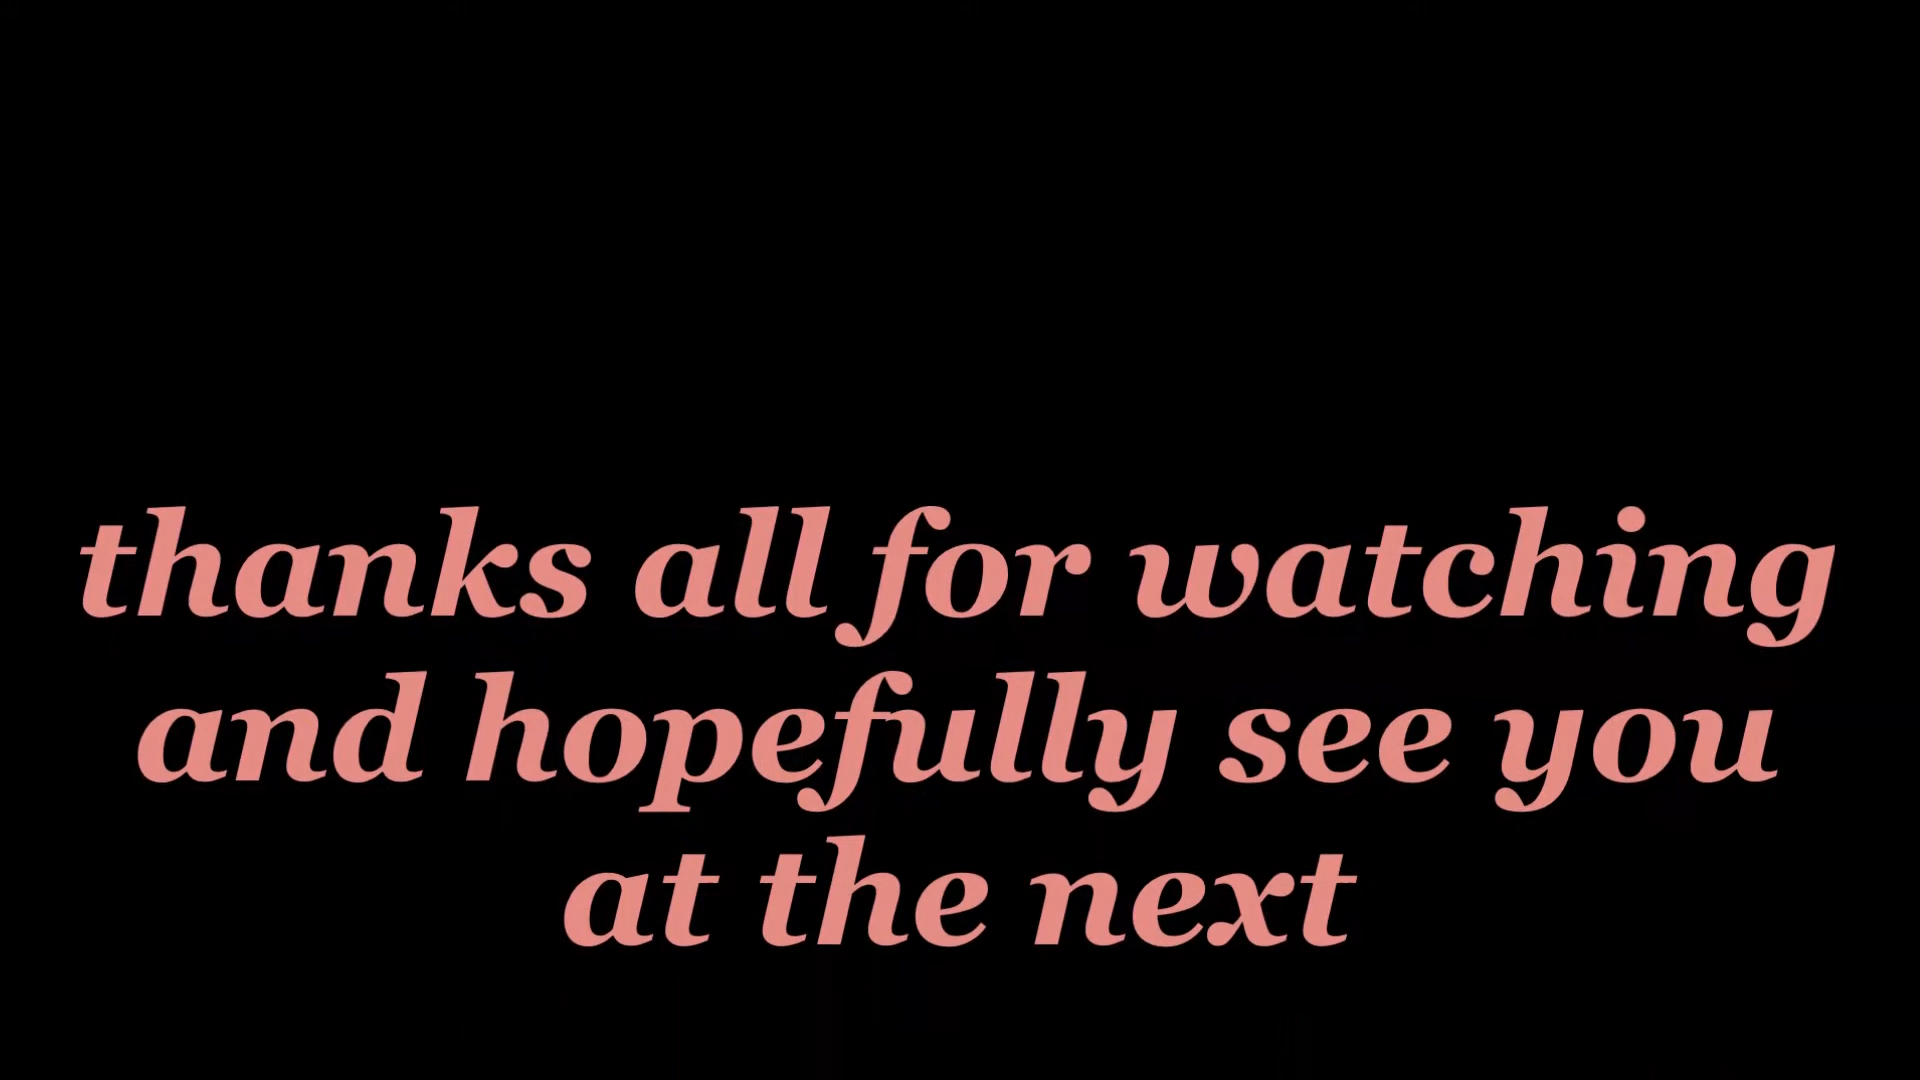 thanks all for watching
and hopefully see you
at the next